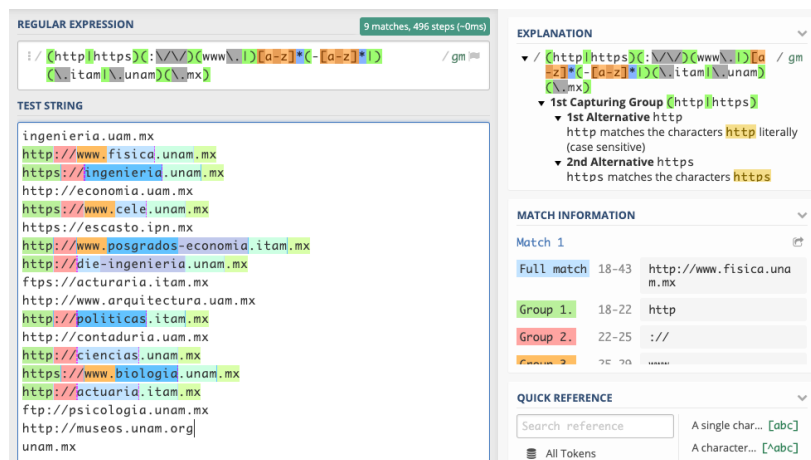 REGULAR EXPRESSION
9 matches, 496 steps (~0ms)
/ (http|https)(:\/\/)(www\.|)[a-z]*(-[a-z]*|) / gm
(\.itam|\.unam)(\.mx)
TEST STRING
ingenieria.uam.mx
http://www.fisica.unam.mx
https://ingenieria.unam.mx
http://economia.uam.mx
https://www.cele.unam.mx
https://escasto.ipn.mx
http://www.posgrados-economia.itam.mx
http://die-ingenieria.unam.mx
ftps://acturaria.itam.mx
http://www.arquitectura.uam.mx
http://politicas.itam.mx
http://contaduria.uam.mx
http://ciencias.unam.mx
https://www.biologia.unam.mx
http://actuaria.itam.mx
ftp://psicologia.unam.mx
http://museos.unam.org
unam.mx
EXPLANATION
/ (http|https)(:\/\/)(www\.|)[a / gm
-z]*(-[a-z]*|)(\.itam|\.unam)
(\.mx)
1st Capturing Group (http|https)
1st Alternative http
http matches the characters http literally
(case sensitive)
2nd Alternative https
https matches the characters https
MATCH INFORMATION
Match 1
Full match 18-43 http://www.fisica.una
m.mx
Group 1. 18-22 http
Group 2. 22-25 ://
Group 3. 25-29 www.
QUICK REFERENCE
Search reference
All Tokens
A single char... [abc]
A character... [^abc]